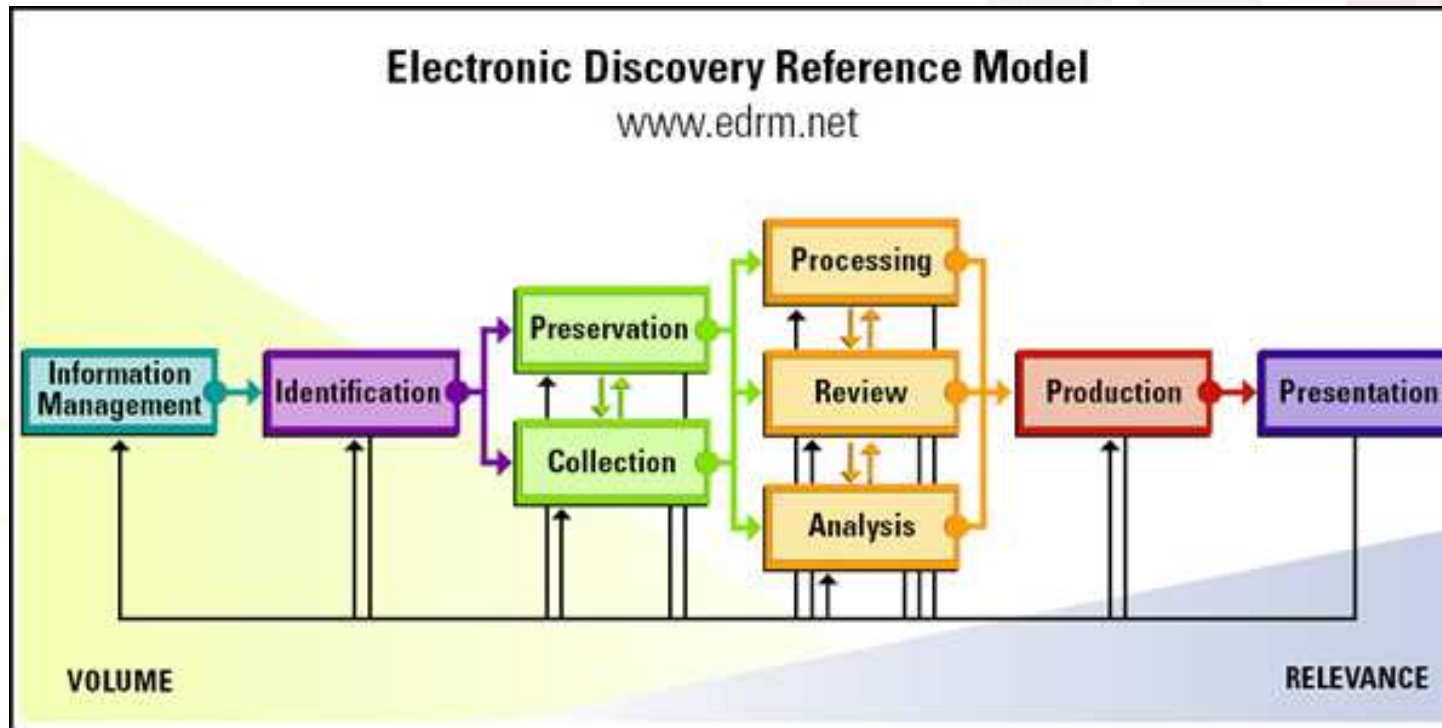 Electronic Discovery Reference Model
www.edrm.net
Information
Management
Identification
Preservation
Collection
Processing
Review
Analysis
Production
Presentation
VOLUME
RELEVANCE